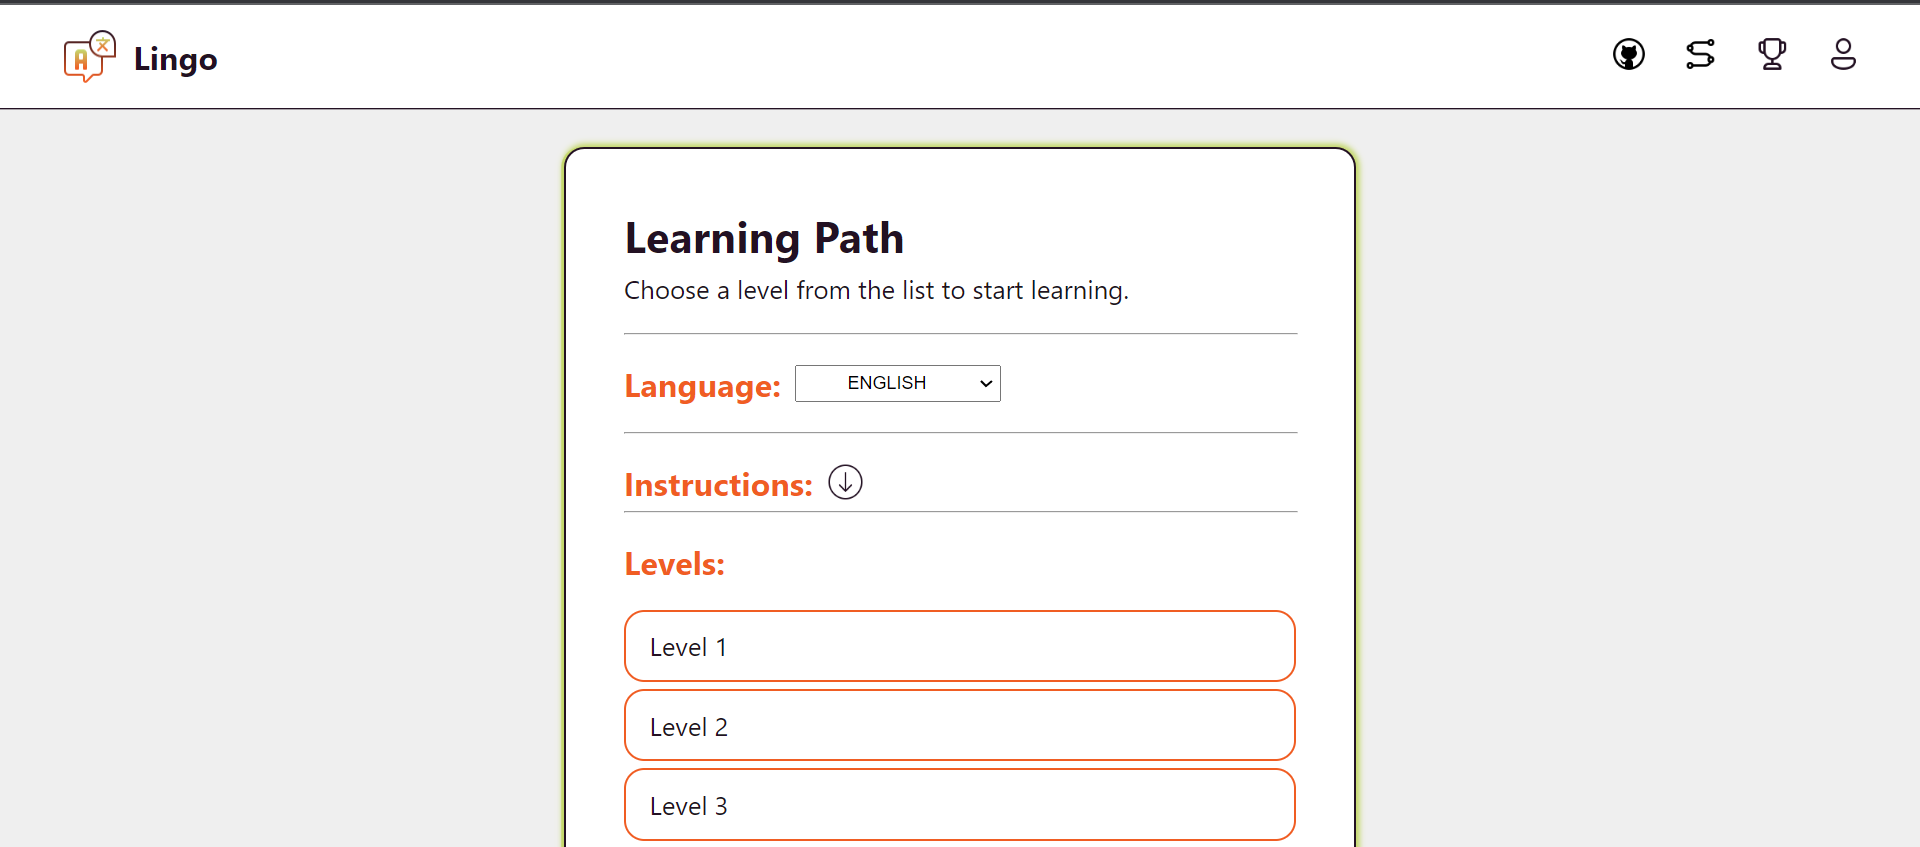 Lingo
Learning Path
Choose a level from the list to start learning.
Language: ENGLISH
Instructions:
Levels:
Level 1
Level 2
Level 3